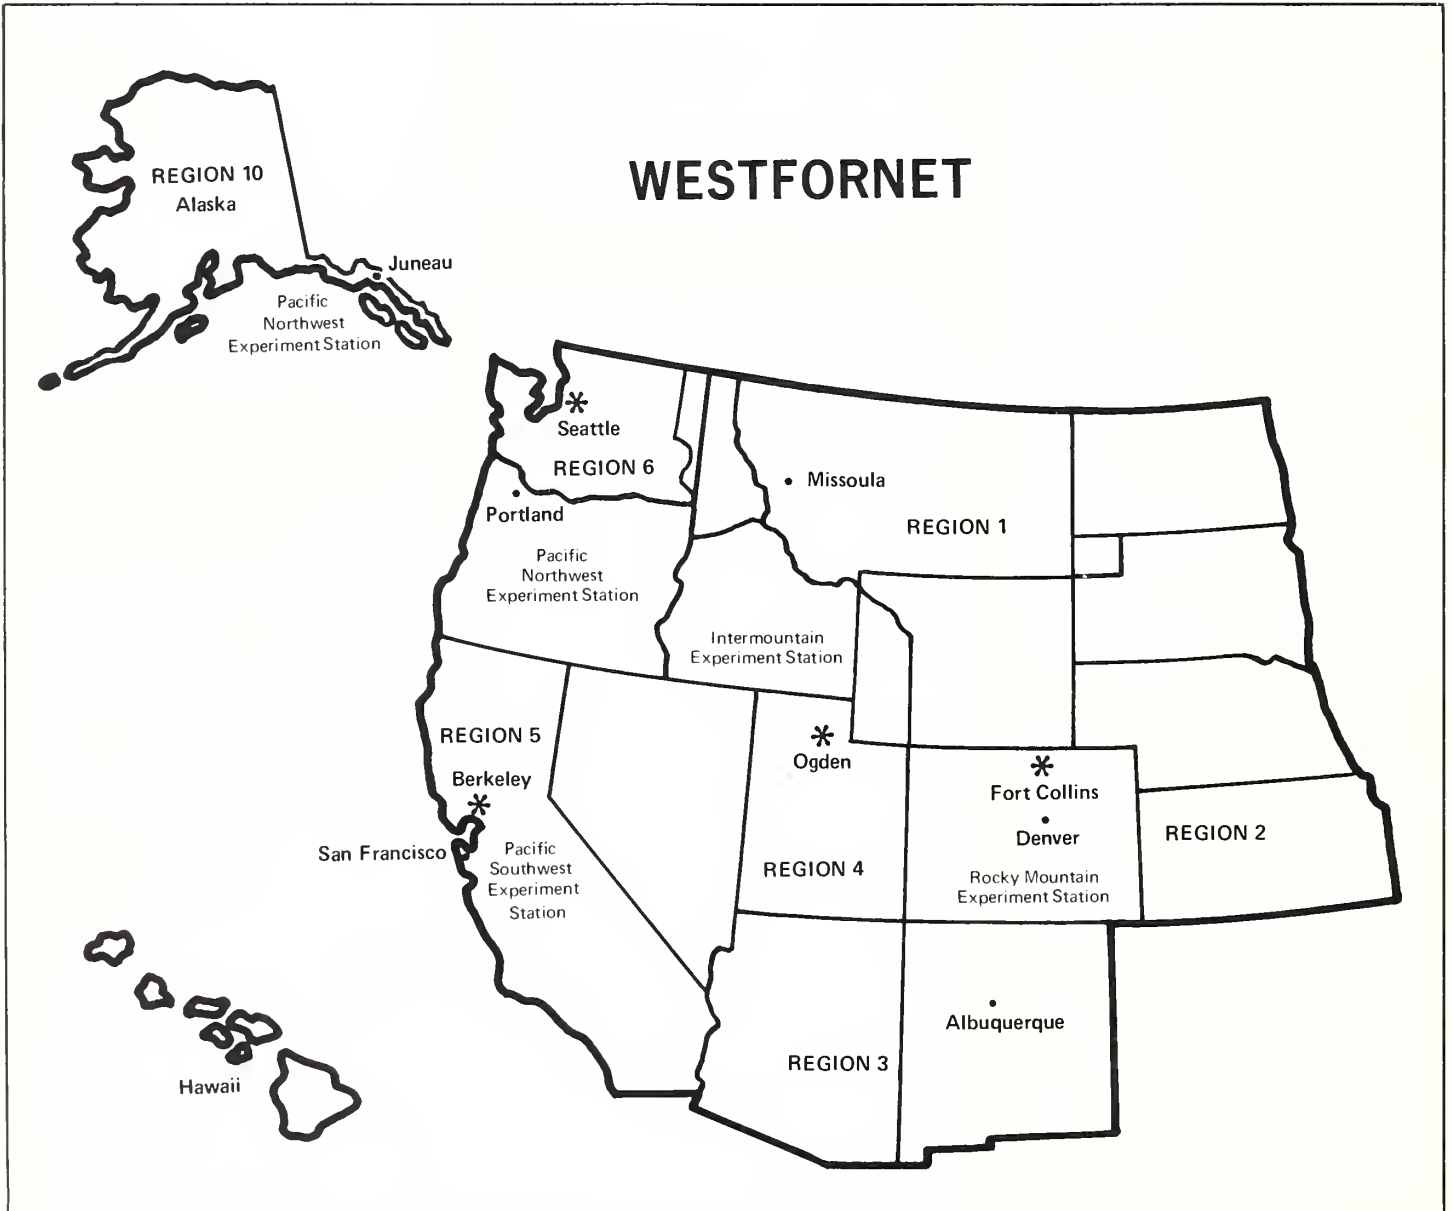 WESTFORNET
REGION 10
Alaska
Juneau
Pacific
Northwest
Experiment Station
Seattle
REGION 6
Portland
Pacific
Northwest
Experiment Station
Missoula
REGION 1
Intermountain
Experiment Station
REGION 5
Berkeley
San Francisco
Pacific
Southwest
Experiment
Station
Ogden
REGION 4
Fort Collins
Denver
Rocky Mountain
Experiment Station
REGION 2
Albuquerque
REGION 3
Hawaii